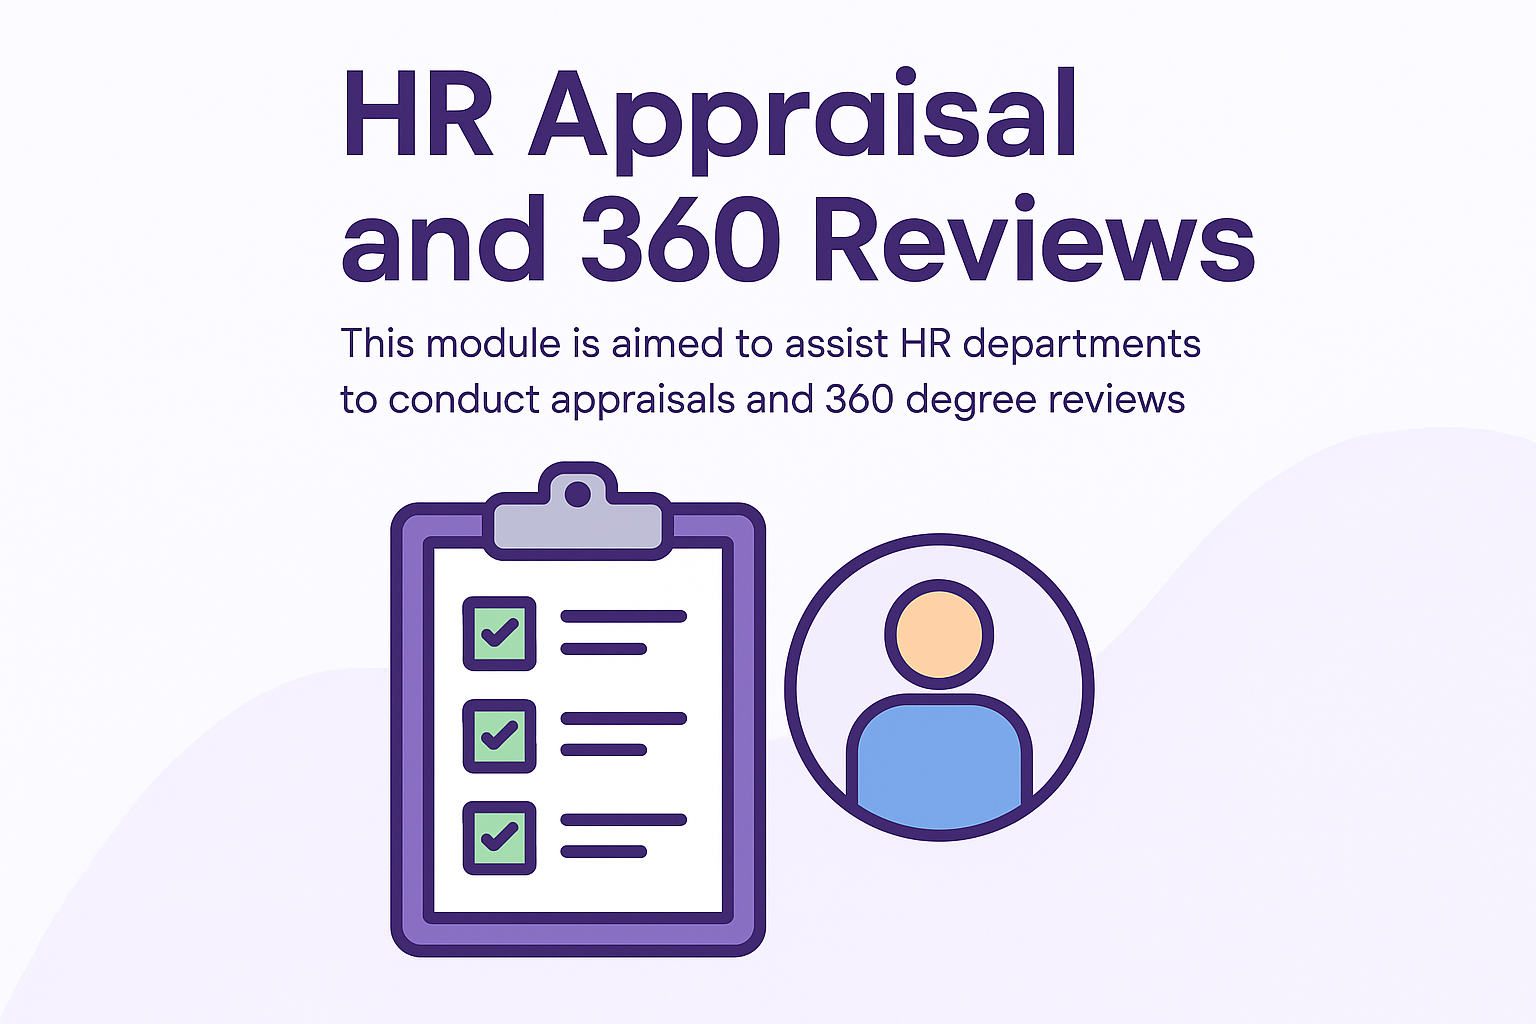 HR Appraisal
and 360 Reviews
This module is aimed to assist HR departments
to conduct appraisals and 360 degree reviews